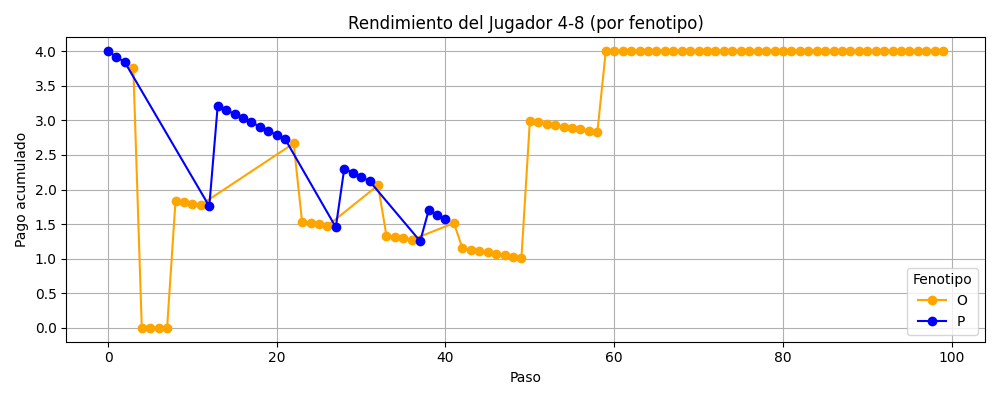 Rendimiento del Jugador 4-8 (por fenotipo)
Pago acumulado
4.0
3.5
3.0
2.5
2.0
1.5
1.0
0.5
0.0
Fenotipo
O
P
0 20 40 60 80 100
Paso